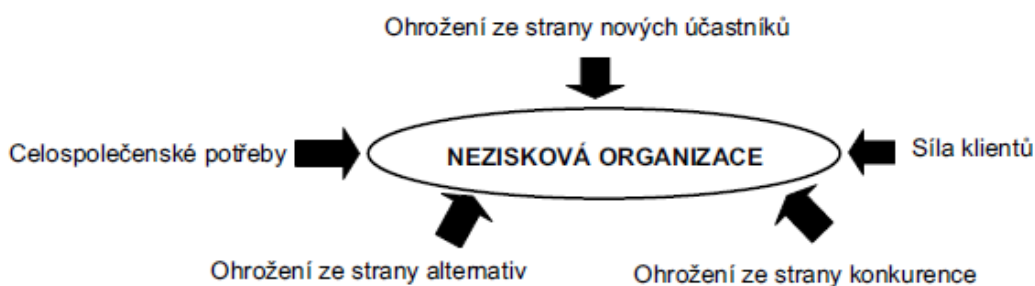 Ohrožení ze strany nových účastníků
Celospolečenské potřeby
NEZISKOVÁ ORGANIZACE
Síla klientů
Ohrožení ze strany alternativ
Ohrožení ze strany konkurence